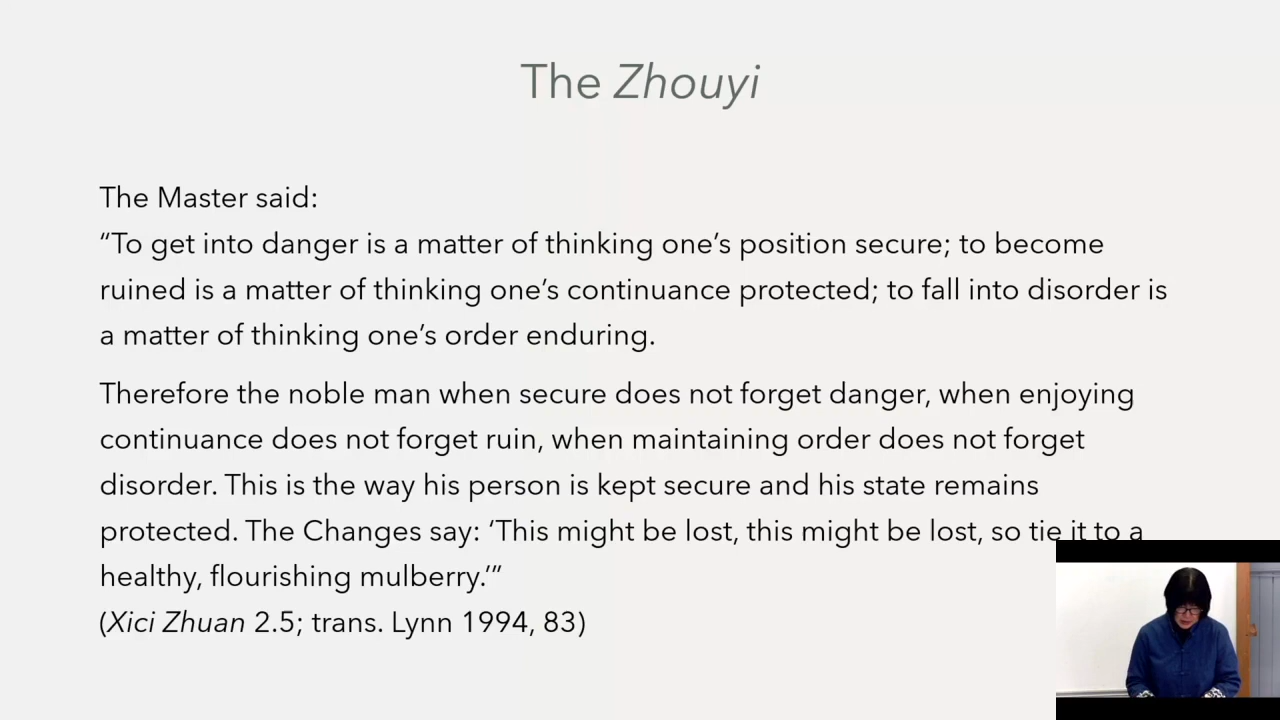 The Zhouyi
The Master said:
“To get into danger is a matter of thinking one’s position secure; to become
ruined is a matter of thinking one’s continuance protected; to fall into disorder is
a matter of thinking one’s order enduring.
Therefore the noble man when secure does not forget danger, when enjoying
continuance does not forget ruin, when maintaining order does not forget
disorder. This is the way his person is kept secure and his state remains
protected. The Changes say: ‘This might be lost, this might be lost, so tie it to a
healthy, flourishing mulberry.’”
(Xici Zhuan 2.5; trans. Lynn 1994, 83)